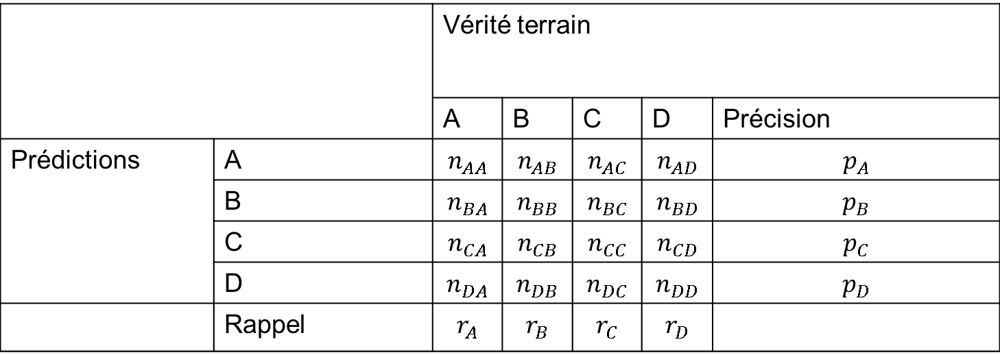 Vérité terrain
A B C D Précision
Prédictions A n_{AA} n_{AB} n_{AC} n_{AD} p_A
B n_{BA} n_{BB} n_{BC} n_{BD} p_B
C n_{CA} n_{CB} n_{CC} n_{CD} p_C
D n_{DA} n_{DB} n_{DC} n_{DD} p_D
Rappel r_A r_B r_C r_D